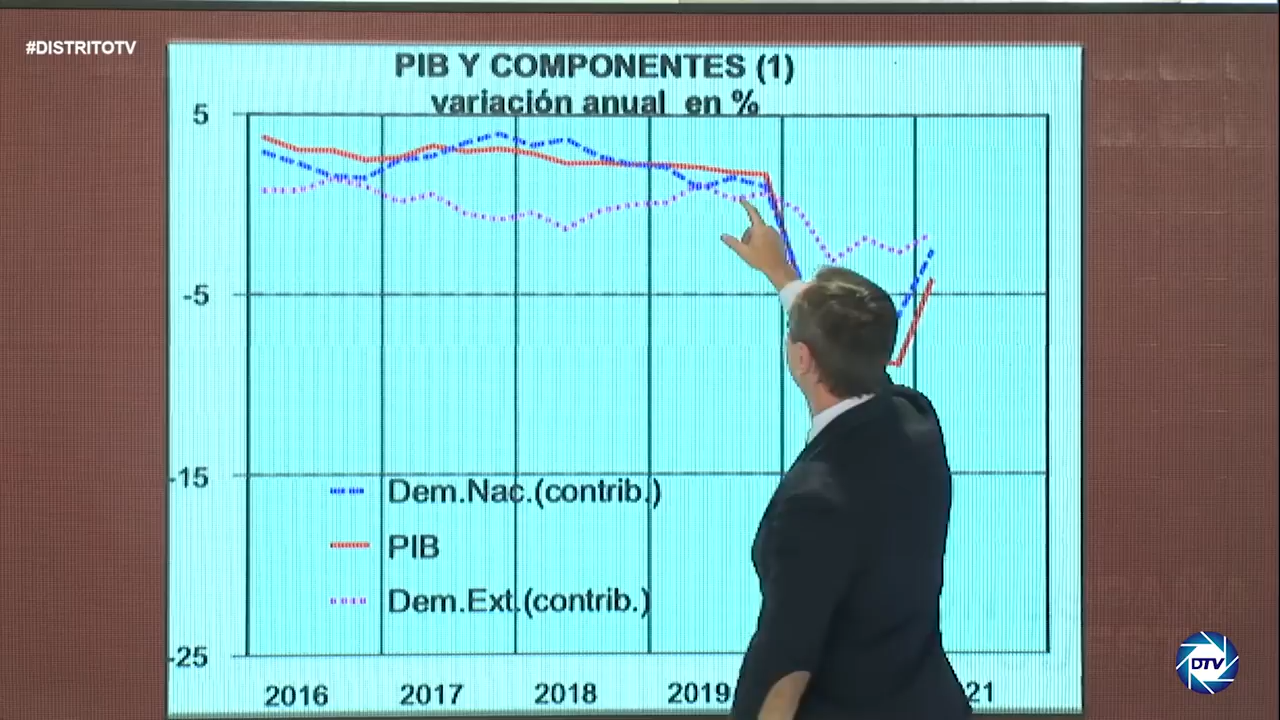 #DISTRITOTV
PIB Y COMPONENTES (1)
variación anual en %
5
-5
-15
-25
Dem.Nac.(contrib.)
PIB
Dem.Ext.(contrib.)
2016 2017 2018 2019 21
DTV